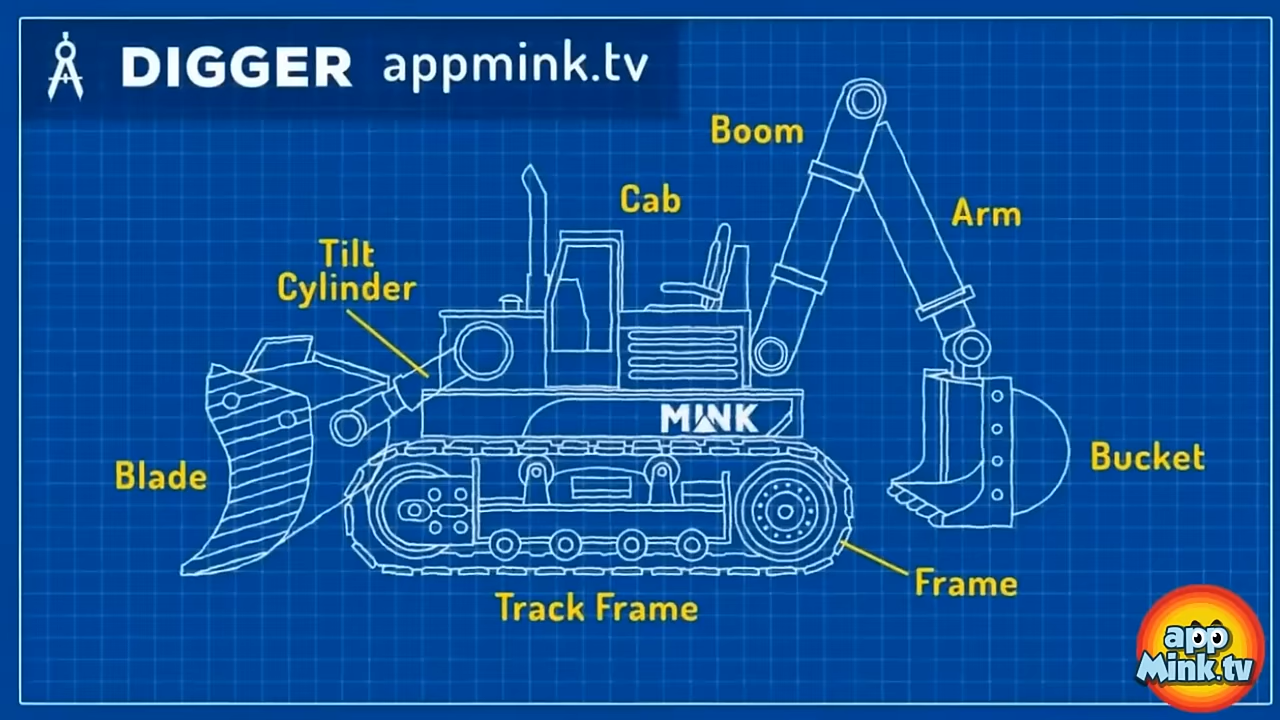 DIGGER appmink.tv
Boom
Cab
Arm
Tilt
Cylinder
MINK
Blade
Bucket
Frame
Track Frame
app
Mink.tv